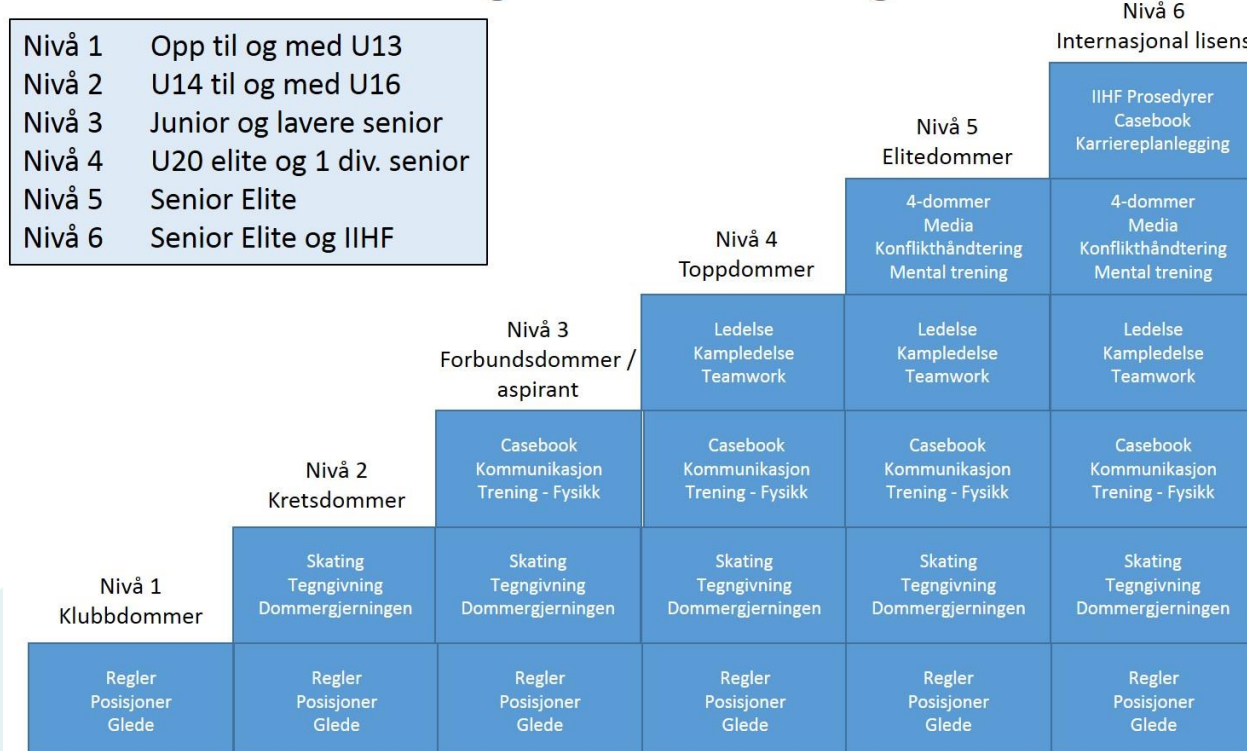 Nivå 1 Opp til og med U13
Nivå 2 U14 til og med U16
Nivå 3 Junior og lavere senior
Nivå 4 U20 elite og 1 div. senior
Nivå 5 Senior Elite
Nivå 6 Senior Elite og IIHF
Nivå 1
Klubbdommer
Regler
Posisjoner
Glede
Nivå 2
Kretsdommer
Skating
Tegngivning
Dommergjerningen
Regler
Posisjoner
Glede
Nivå 3
Forbundsdommer /
aspirant
Casebook
Kommunikasjon
Trening - Fysikk
Skating
Tegngivning
Dommergjerningen
Regler
Posisjoner
Glede
Nivå 4
Toppdommer
Ledelse
Kampledelse
Teamwork
Casebook
Kommunikasjon
Trening - Fysikk
Skating
Tegngivning
Dommergjerningen
Regler
Posisjoner
Glede
Nivå 5
Elitedommer
4-dommer
Media
Konflikthåndtering
Mental trening
Ledelse
Kampledelse
Teamwork
Casebook
Kommunikasjon
Trening - Fysikk
Skating
Tegngivning
Dommergjerningen
Regler
Posisjoner
Glede
Nivå 6
Internasjonal lisens
IIHF Prosedyrer
Casebook
Karriereplanlegging
4-dommer
Media
Konflikthåndtering
Mental trening
Ledelse
Kampledelse
Teamwork
Casebook
Kommunikasjon
Trening - Fysikk
Skating
Tegngivning
Dommergjerningen
Regler
Posisjoner
Glede